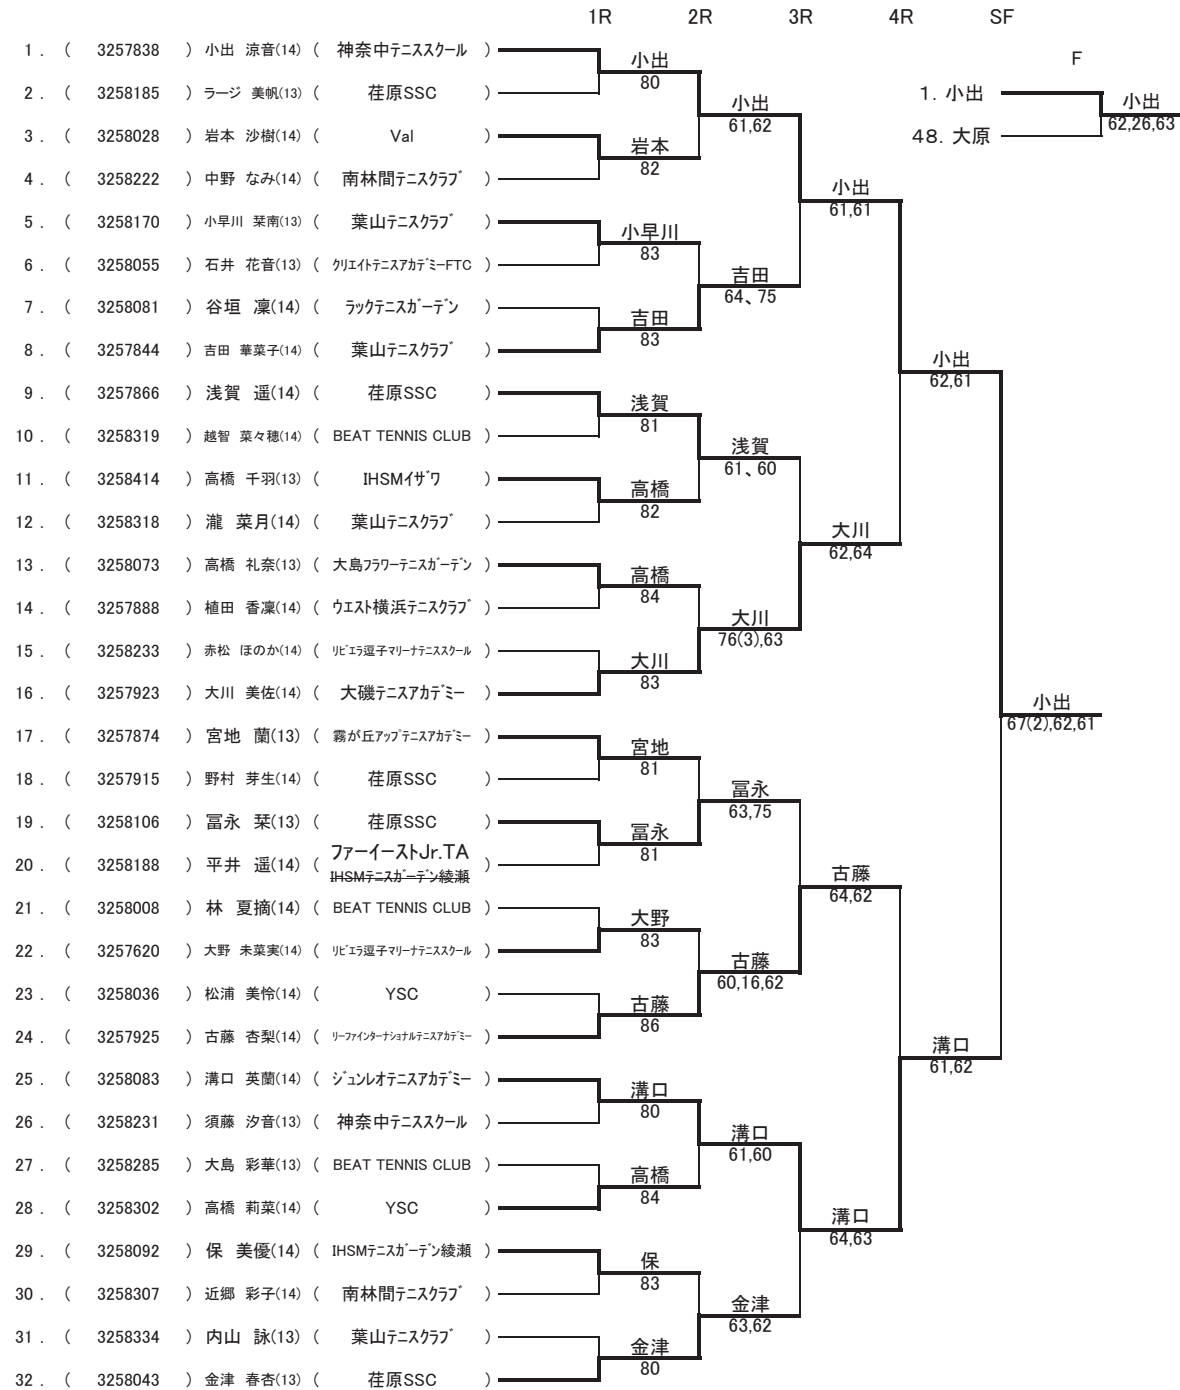 1R 2R 3R 4R SF
F
1. 小出
48. 大原
小出
62,26,63
1 . ( 3257838 ) 小出 涼音(14) ( 神奈中テニススクール )
2 . ( 3258185 ) ラージ 美帆(13) ( 荏原SSC )
3 . ( 3258028 ) 岩本 沙樹(14) ( Val )
4 . ( 3258222 ) 中野 なみ(14) ( 南林間テニスクラブ )
5 . ( 3258170 ) 小早川 栞南(13) ( 葉山テニスクラブ )
6 . ( 3258055 ) 石井 花音(13) ( クリエイトテニスアカデミーFTC )
7 . ( 3258081 ) 谷垣 凜(14) ( ラックテニスガーデン )
8 . ( 3257844 ) 吉田 華菜子(14) ( 葉山テニスクラブ )
9 . ( 3257866 ) 浅賀 遥(14) ( 荏原SSC )
10 . ( 3258319 ) 越智 菜々穂(14) ( BEAT TENNIS CLUB )
11 . ( 3258414 ) 高橋 千羽(13) ( IHSMイザワ )
12 . ( 3258318 ) 瀧 菜月(14) ( 葉山テニスクラブ )
13 . ( 3258073 ) 高橋 礼奈(13) ( 大島フラワーテニスガーデン )
14 . ( 3257888 ) 植田 香凜(14) ( ウエスト横浜テニスクラブ )
15 . ( 3258233 ) 赤松 ほのか(14) ( リビエラ逗子マリーナテニススクール )
16 . ( 3257923 ) 大川 美佐(14) ( 大磯テニスアカデミー )
17 . ( 3257874 ) 宮地 蘭(13) ( 霧が丘アップテニスアカデミー )
18 . ( 3257915 ) 野村 芽生(14) ( 荏原SSC )
19 . ( 3258106 ) 冨永 栞(13) ( 荏原SSC )
20 . ( 3258188 ) 平井 遥(14) ( ファーイーストJr.TA )
IHSMテニスガーデン綾瀬
21 . ( 3258008 ) 林 夏摘(14) ( BEAT TENNIS CLUB )
22 . ( 3257620 ) 大野 未菜実(14) ( リビエラ逗子マリーナテニススクール )
23 . ( 3258036 ) 松浦 美怜(14) ( YSC )
24 . ( 3257925 ) 古藤 杏梨(14) ( リーファインターナショナルテニスアカデミー )
25 . ( 3258083 ) 溝口 英蘭(14) ( ジュンレオテニスアカデミー )
26 . ( 3258231 ) 須藤 汐音(13) ( 神奈中テニススクール )
27 . ( 3258285 ) 大島 彩華(13) ( BEAT TENNIS CLUB )
28 . ( 3258302 ) 高橋 莉菜(14) ( YSC )
29 . ( 3258092 ) 保 美優(14) ( IHSMテニスガーデン綾瀬 )
30 . ( 3258307 ) 近郷 彩子(14) ( 南林間テニスクラブ )
31 . ( 3258334 ) 内山 詠(13) ( 葉山テニスクラブ )
32 . ( 3258043 ) 金津 春杏(13) ( 荏原SSC )
小出
80
岩本
82
小早川
83
吉田
83
浅賀
81
高橋
82
高橋
84
大川
83
宮地
81
冨永
81
大野
83
古藤
86
溝口
80
高橋
84
保
83
金津
80
小出
61,62
吉田
64、75
浅賀
61、60
大川
76(3),63
冨永
63,75
古藤
60,16,62
溝口
61,60
金津
63,62
小出
61,61
大川
62,64
古藤
64,62
溝口
64,63
小出
62,61
溝口
61,62
小出
67(2),62,61